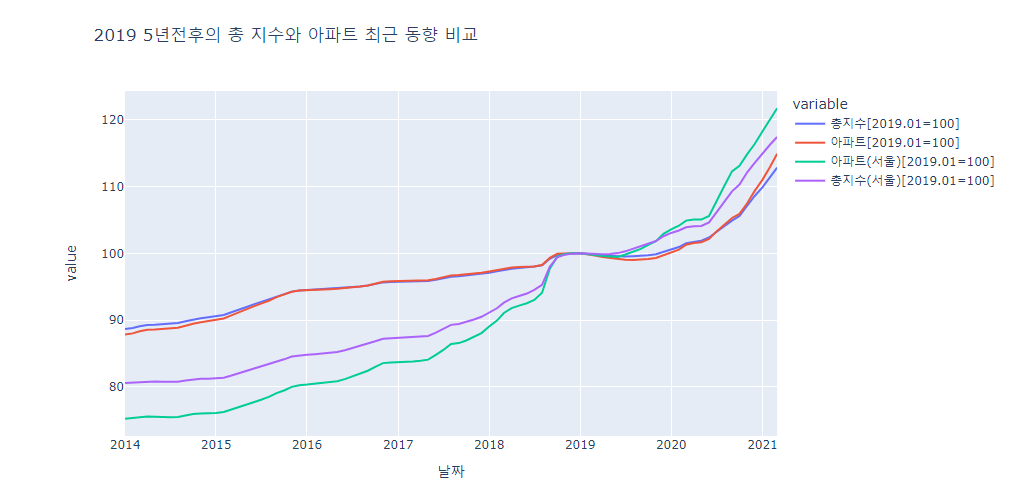 2019 5년전후의 총 지수와 아파트 최근 동향 비교
variable
총지수[2019.01=100]
아파트[2019.01=100]
아파트(서울)[2019.01=100]
총지수(서울)[2019.01=100]
value
120
110
100
90
80
2014 2015 2016 2017 2018 2019 2020 2021
날짜